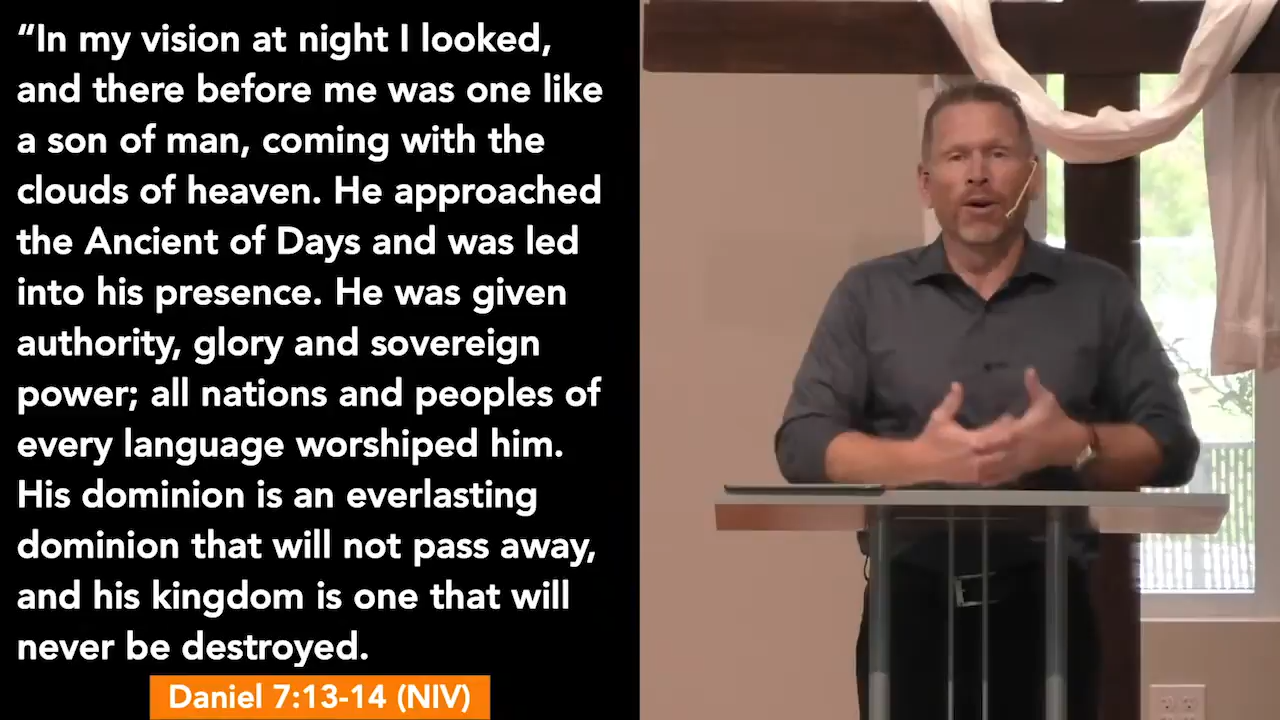 “In my vision at night I looked,
and there before me was one like
a son of man, coming with the
clouds of heaven. He approached
the Ancient of Days and was led
into his presence. He was given
authority, glory and sovereign
power; all nations and peoples of
every language worshiped him.
His dominion is an everlasting
dominion that will not pass away,
and his kingdom is one that will
never be destroyed.
Daniel 7:13-14 (NIV)